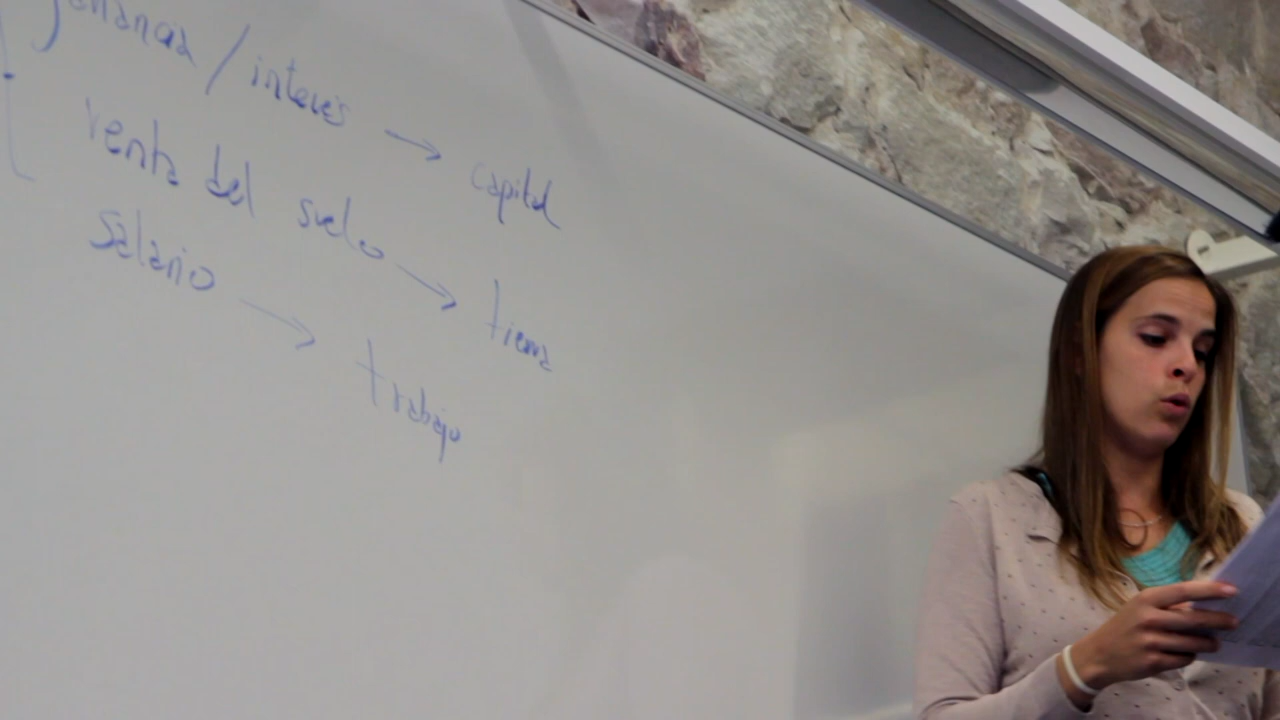 ganancia / interés → capital
renta del suelo → tierra
salario → trabajo